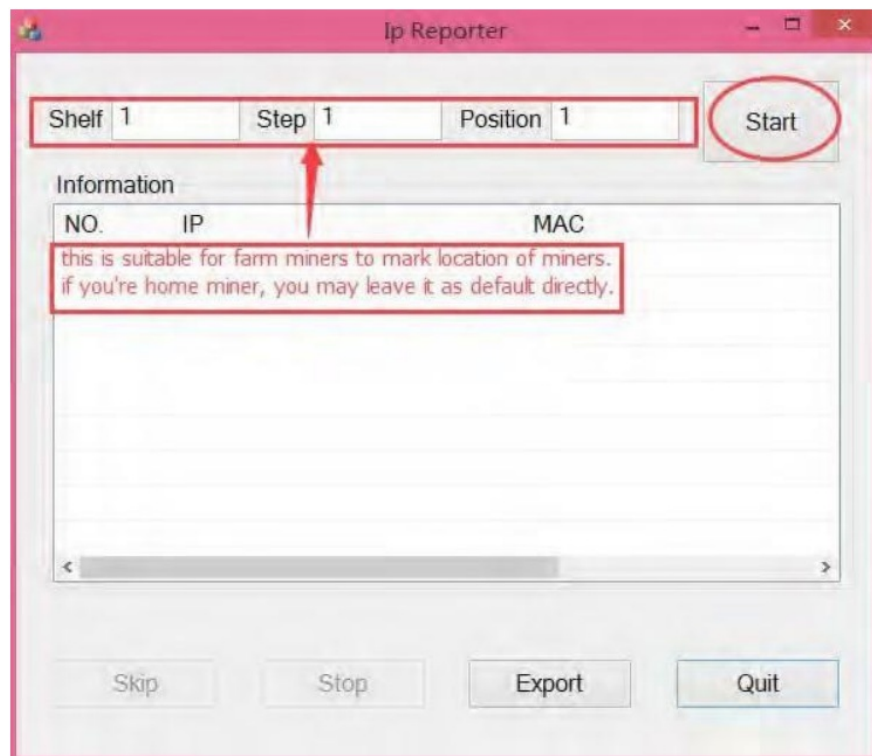 Ip Reporter
Shelf 1 Step 1 Position 1 Start
Information
NO. IP MAC
this is suitable for farm miners to mark location of miners.
if you're home miner, you may leave it as default directly.
Skip Stop Export Quit